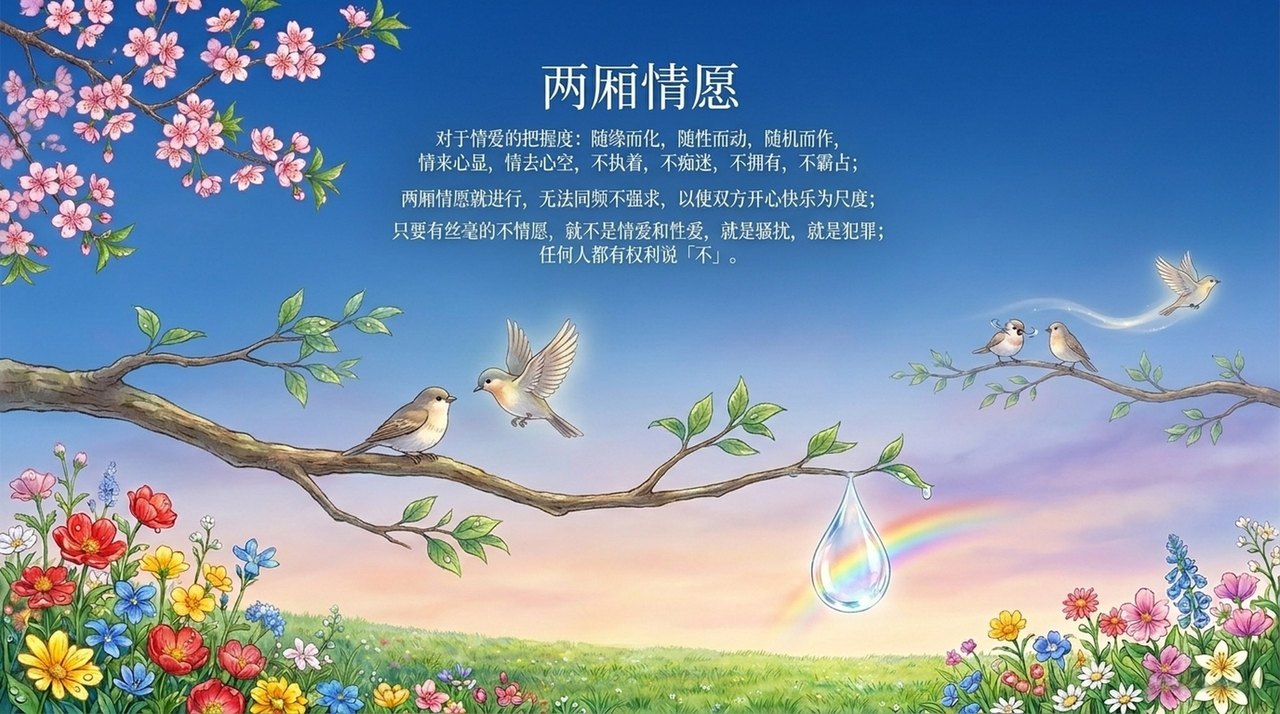 两厢情愿
对于情爱的把握度：随缘而化，随性而动，随机而作，
情来心显，情去心空，不执着，不痴迷，不拥有，不霸占；
两厢情愿就进行，无法同频不强求，以使双方开心快乐为尺度；
只要有丝毫的不情愿，就不是情爱和性爱，就是骚扰，就是犯罪；
任何人都有权利说「不」。